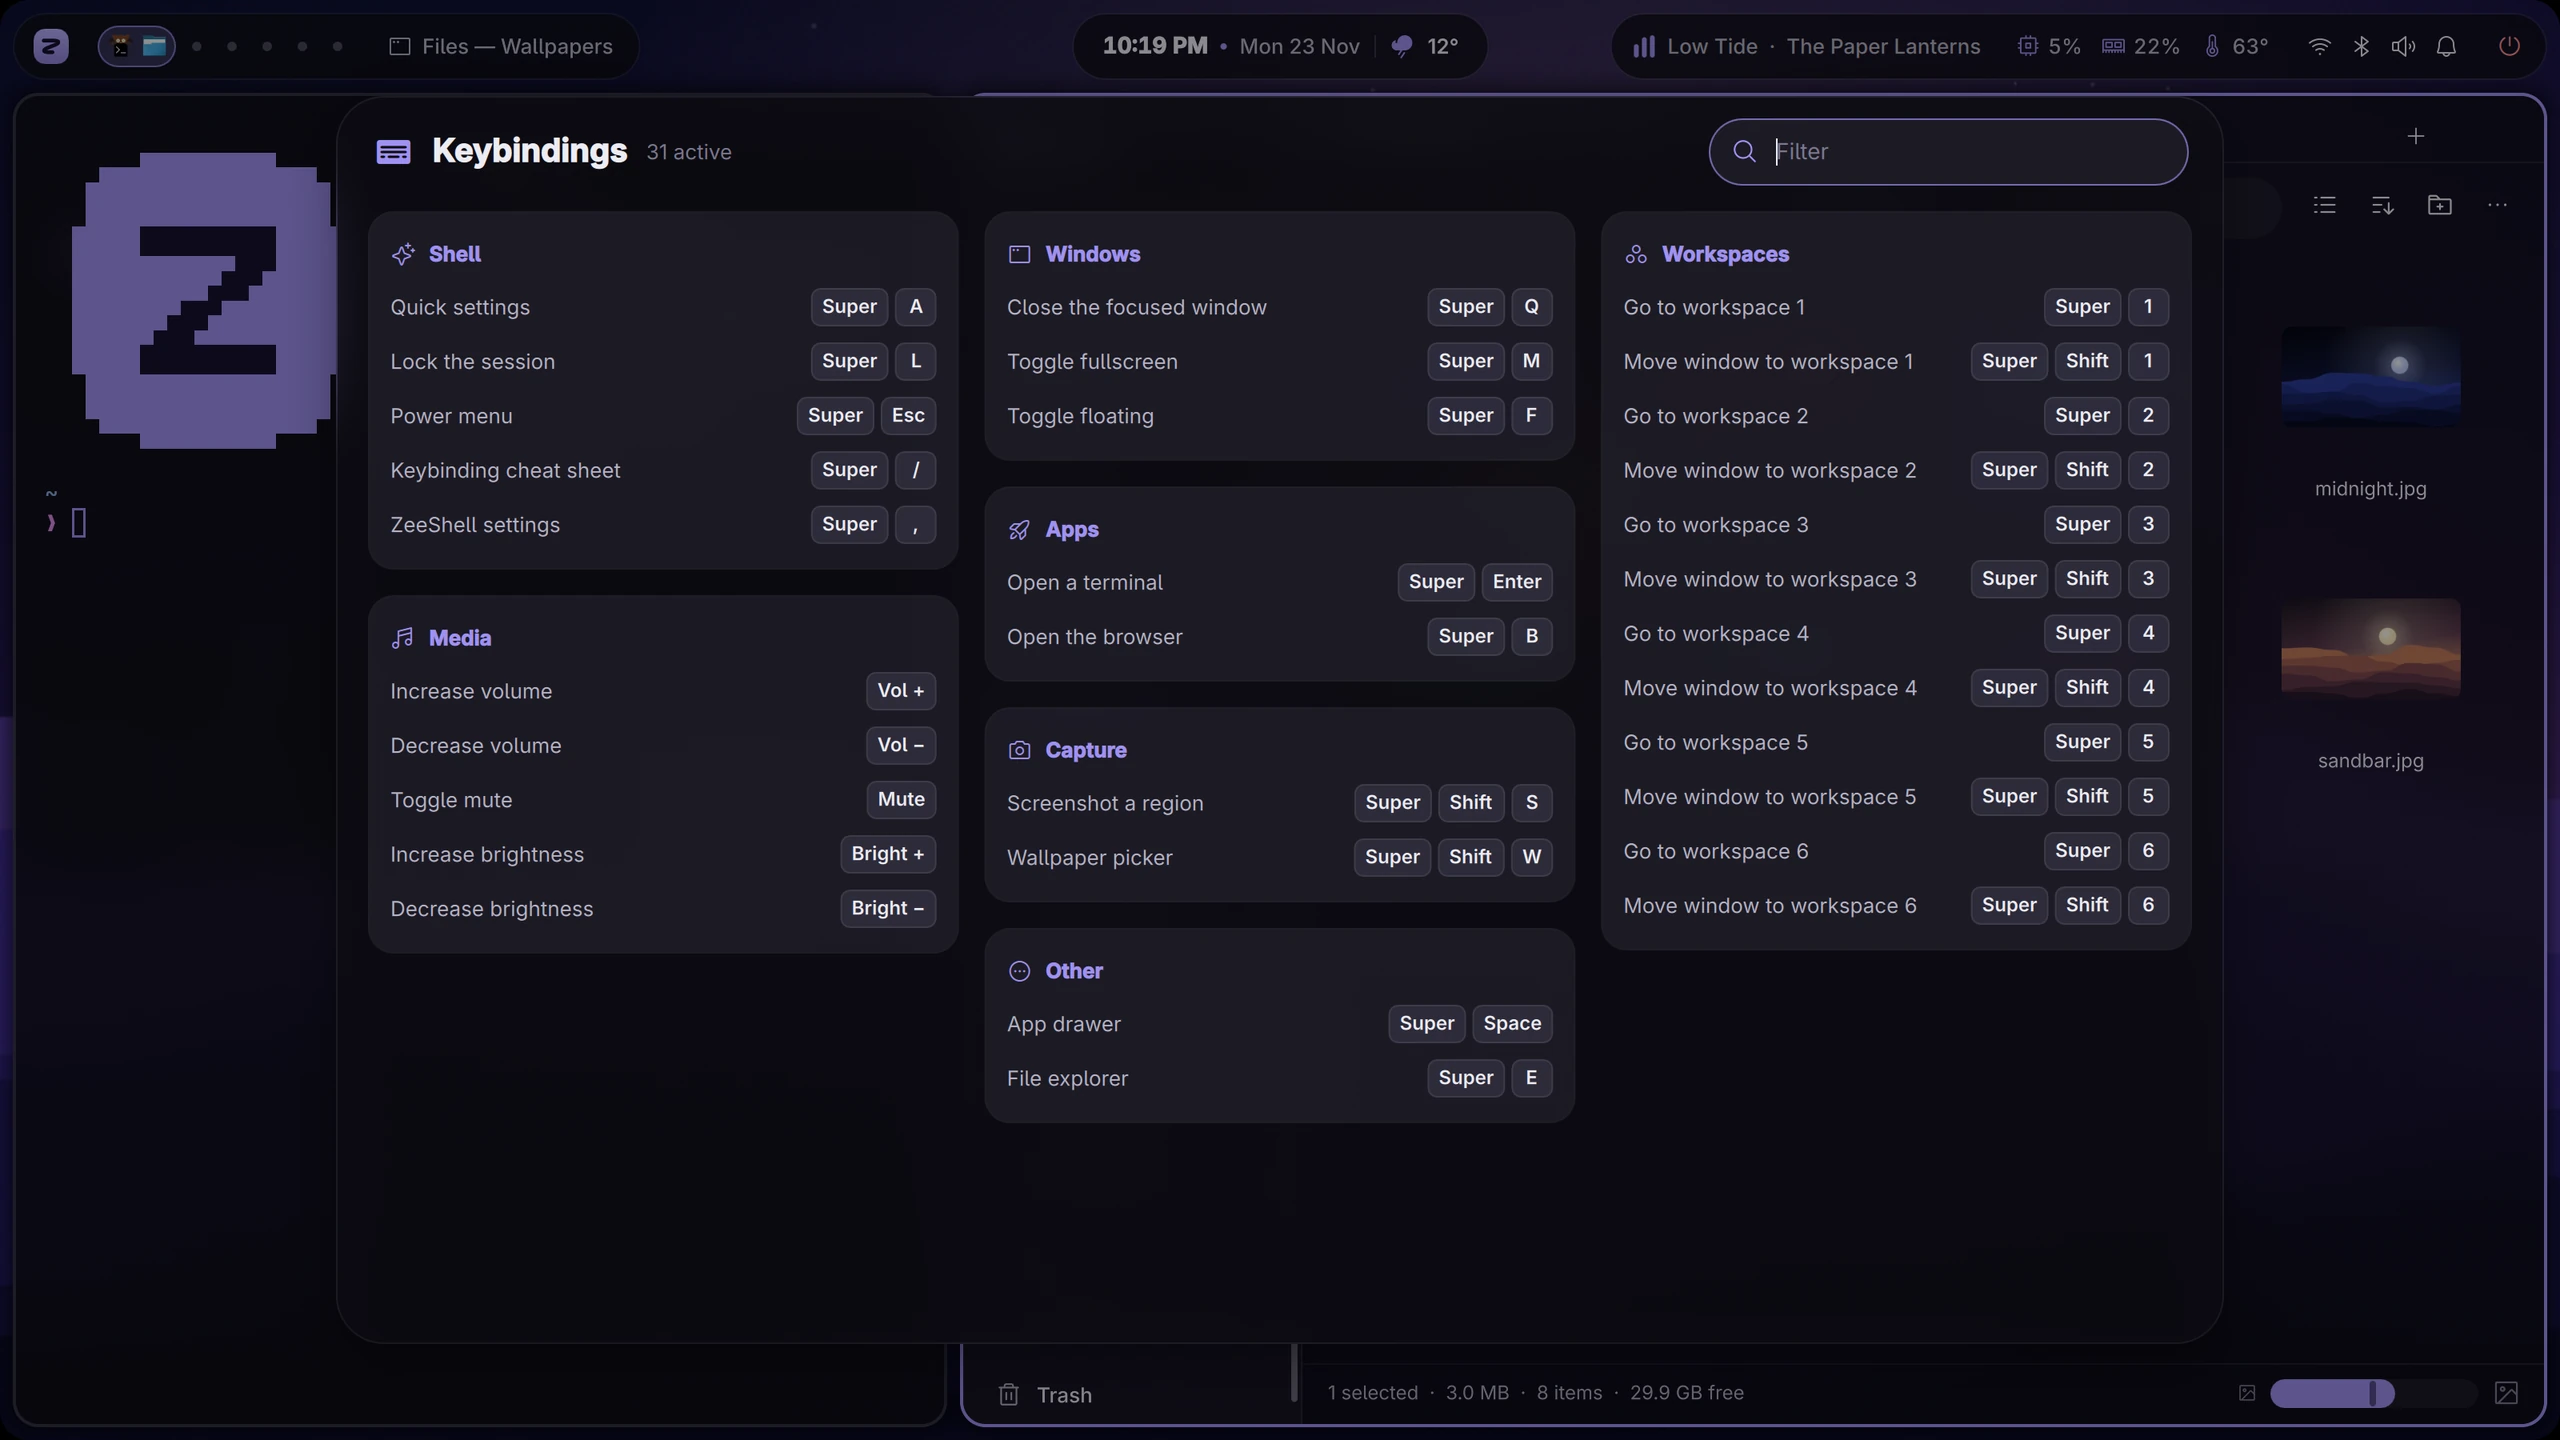 Files — Wallpapers
10:19 PM • Mon 23 Nov 12°
Low Tide · The Paper Lanterns 5% 22% 63°
Keybindings 31 active
Filter
Shell
Quick settings Super A
Lock the session Super L
Power menu Super Esc
Keybinding cheat sheet Super /
ZeeShell settings Super ,
Media
Increase volume Vol +
Decrease volume Vol −
Toggle mute Mute
Increase brightness Bright +
Decrease brightness Bright −
Windows
Close the focused window Super Q
Toggle fullscreen Super M
Toggle floating Super F
Apps
Open a terminal Super Enter
Open the browser Super B
Capture
Screenshot a region Super Shift S
Wallpaper picker Super Shift W
Other
App drawer Super Space
File explorer Super E
Workspaces
Go to workspace 1 Super 1
Move window to workspace 1 Super Shift 1
Go to workspace 2 Super 2
Move window to workspace 2 Super Shift 2
Go to workspace 3 Super 3
Move window to workspace 3 Super Shift 3
Go to workspace 4 Super 4
Move window to workspace 4 Super Shift 4
Go to workspace 5 Super 5
Move window to workspace 5 Super Shift 5
Go to workspace 6 Super 6
Move window to workspace 6 Super Shift 6
Z
~
❯
midnight.jpg
sandbar.jpg
Trash
1 selected · 3.0 MB · 8 items · 29.9 GB free